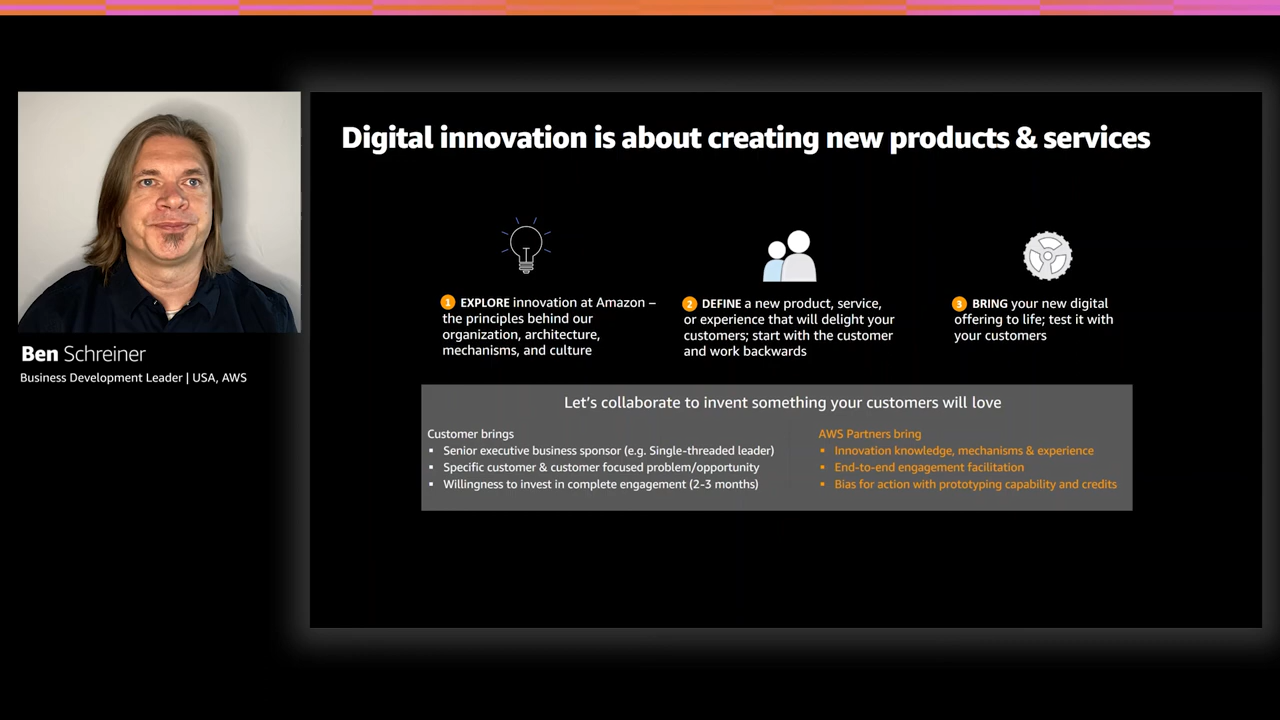 Digital innovation is about creating new products & services
1 EXPLORE innovation at Amazon –
the principles behind our
organization, architecture,
mechanisms, and culture
2 DEFINE a new product, service,
or experience that will delight your
customers; start with the customer
and work backwards
3 BRING your new digital
offering to life; test it with
your customers
Ben Schreiner
Business Development Leader | USA, AWS
Let’s collaborate to invent something your customers will love
Customer brings
▪ Senior executive business sponsor (e.g. Single-threaded leader)
▪ Specific customer & customer focused problem/opportunity
▪ Willingness to invest in complete engagement (2-3 months)
AWS Partners bring
▪ Innovation knowledge, mechanisms & experience
▪ End-to-end engagement facilitation
▪ Bias for action with prototyping capability and credits